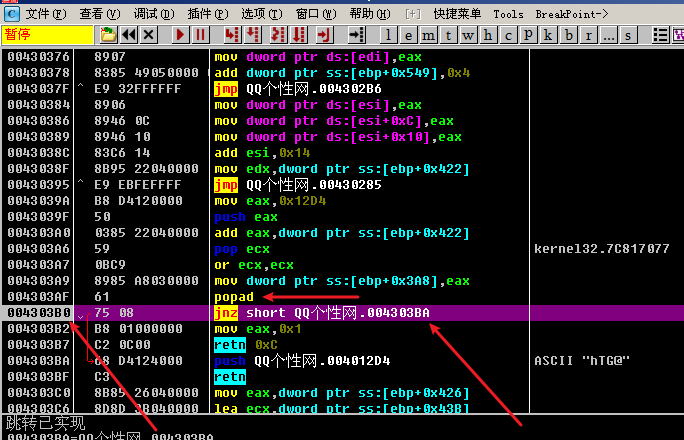 文件(F) 查看(V) 调试(D) 插件(P) 选项(T) 窗口(W) 帮助(H) [+] 快捷菜单 Tools BreakPoint->
暂停 l e m t w h c p k b r ... s
00430376 8907 mov dword ptr ds:[edi],eax
00430378 8385 49050000 0 add dword ptr ss:[ebp+0x549],0x4
0043037F ^ E9 32FFFFFF jmp QQ个性网.004302B6
00430384 8906 mov dword ptr ds:[esi],eax
00430386 8946 0C mov dword ptr ds:[esi+0xC],eax
00430389 8946 10 mov dword ptr ds:[esi+0x10],eax
0043038C 83C6 14 add esi,0x14
0043038F 8B95 22040000 mov edx,dword ptr ss:[ebp+0x422]
00430395 ^ E9 EBFEFFFF jmp QQ个性网.00430285
0043039A B8 D4120000 mov eax,0x12D4
0043039F 50 push eax
004303A0 0385 22040000 add eax,dword ptr ss:[ebp+0x422]
004303A6 59 pop ecx kernel32.7C817077
004303A7 0BC9 or ecx,ecx
004303A9 8985 A8030000 mov dword ptr ss:[ebp+0x3A8],eax
004303AF 61 popad
004303B0 75 08 jnz short QQ个性网.004303BA
004303B2 B8 01000000 mov eax,0x1
004303B7 C2 0C00 retn 0xC
004303BA 68 D4124000 push QQ个性网.004012D4 ASCII "hTG@"
004303BF C3 retn
004303C0 8B85 26040000 mov eax,dword ptr ss:[ebp+0x426]
004303C6 8D8D 3B040000 lea ecx,dword ptr ss:[ebp+0x43B]
跳转已实现
004303BA=QQ个性网.004303BA